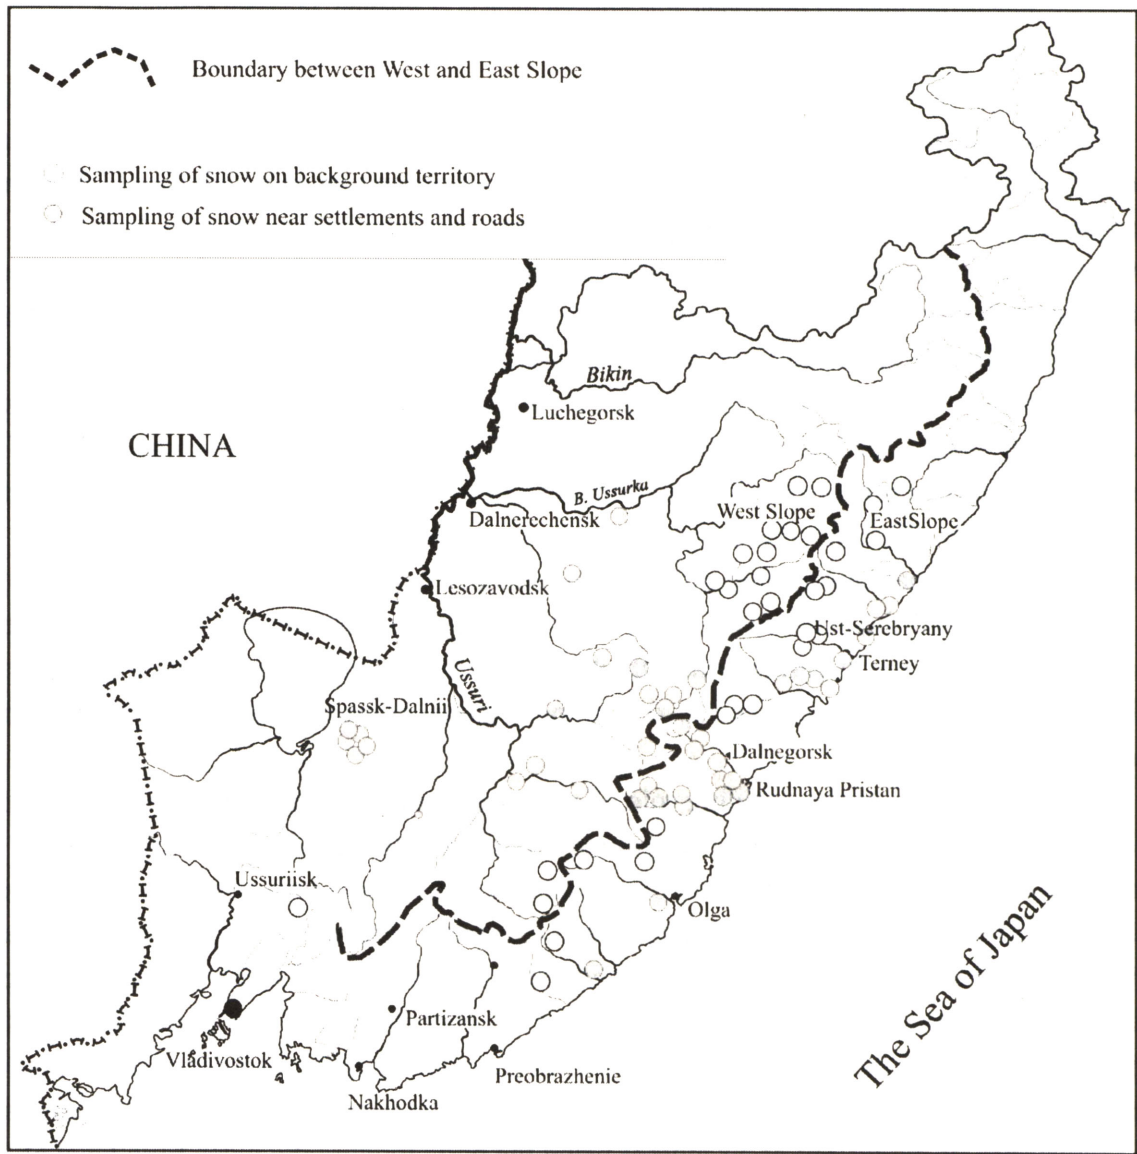 Boundary between West and East Slope
Sampling of snow on background territory
Sampling of snow near settlements and roads
Bikin
Luchegorsk
CHINA
B. Ussurka
Dalnerechensk
West Slope
EastSlope
Lesozavodsk
Ust-Serebryany
Terney
Ussuri
Spassk-Dalnii
Dalnegorsk
Rudnaya Pristan
Ussuriisk
Olga
The Sea of Japan
Partizansk
Vladivostok
Preobrazhenie
Nakhodka